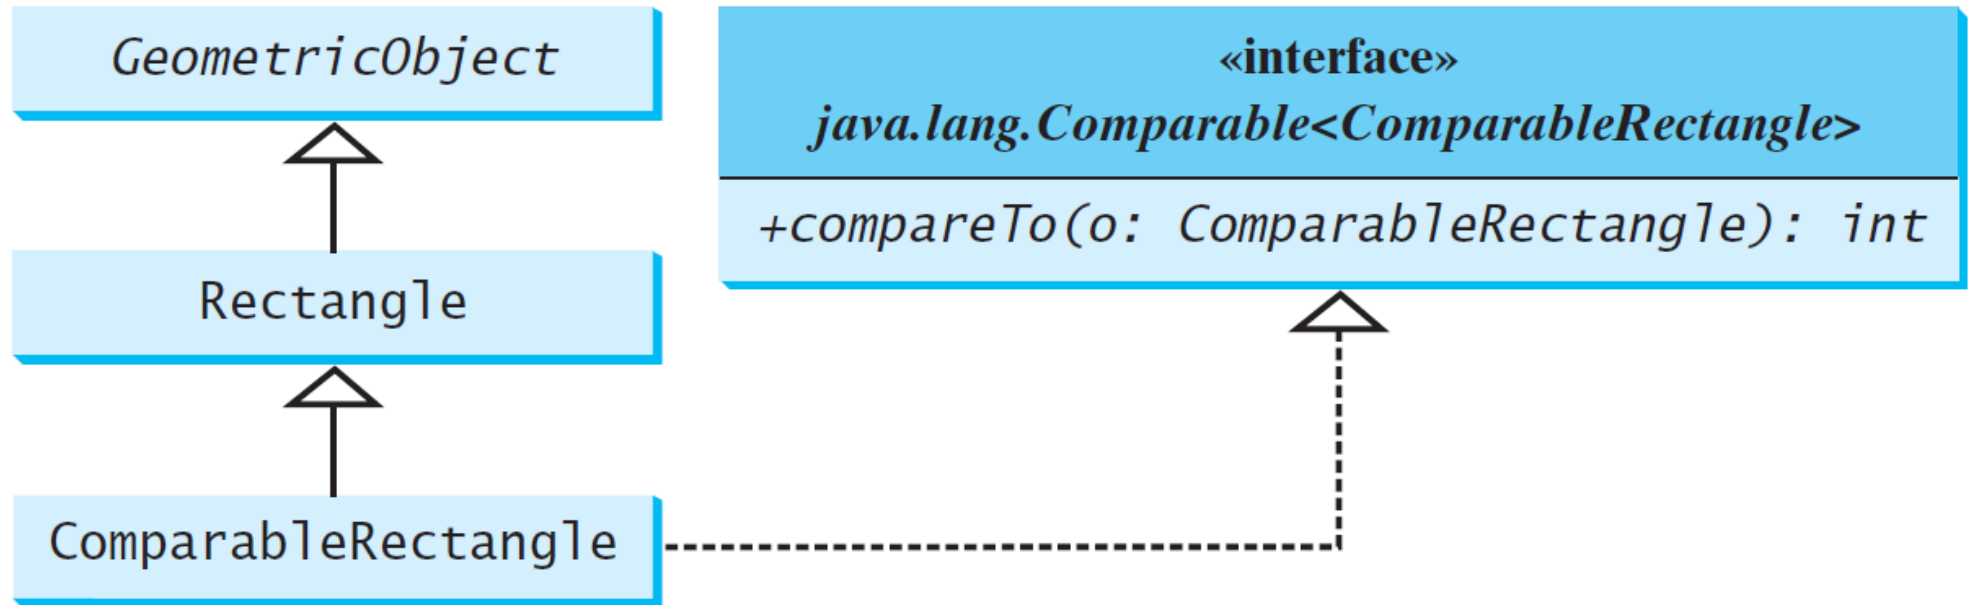 GeometricObject
«interface»
java.lang.Comparable<ComparableRectangle>
+compareTo(o: ComparableRectangle): int
Rectangle
ComparableRectangle